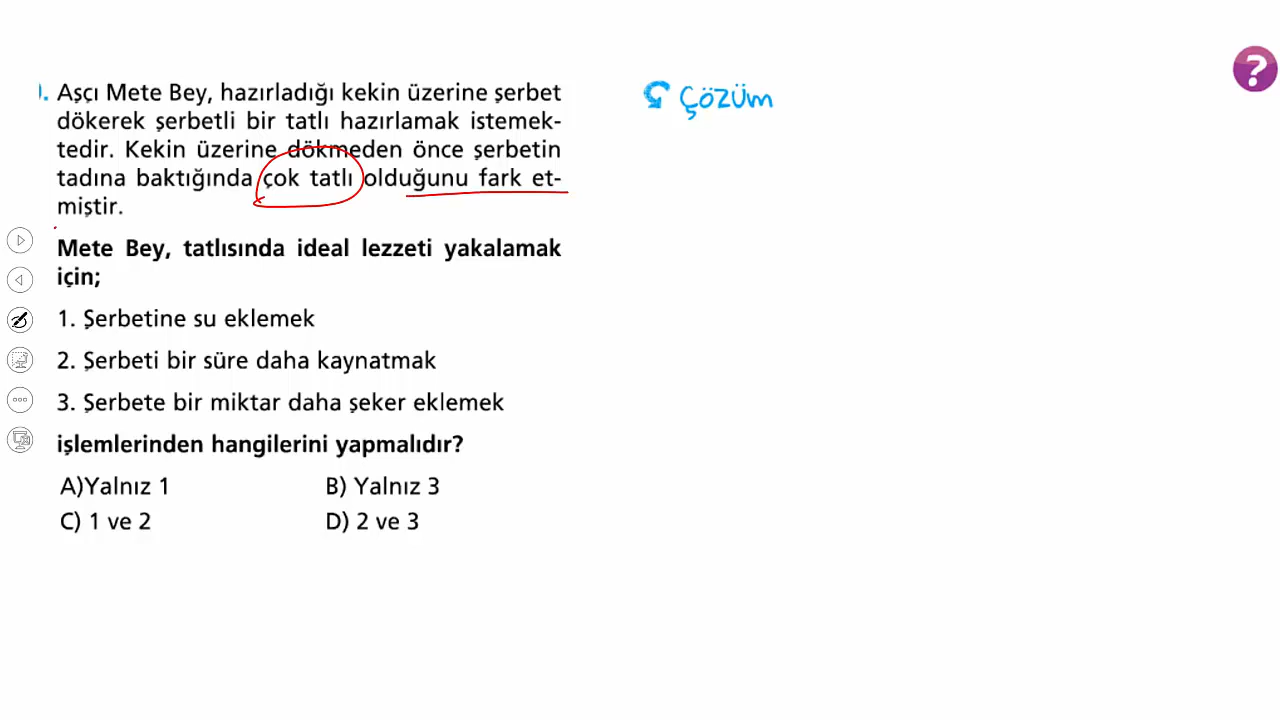 . Aşçı Mete Bey, hazırladığı kekin üzerine şerbet
dökerek şerbetli bir tatlı hazırlamak istemek-
tedir. Kekin üzerine dökmeden önce şerbetin
tadına baktığında çok tatlı olduğunu fark et-
miştir.
Mete Bey, tatlısında ideal lezzeti yakalamak
için;
1. Şerbetine su eklemek
2. Şerbeti bir süre daha kaynatmak
3. Şerbete bir miktar daha şeker eklemek
işlemlerinden hangilerini yapmalıdır?
A)Yalnız 1 B) Yalnız 3
C) 1 ve 2 D) 2 ve 3
Çözüm
?